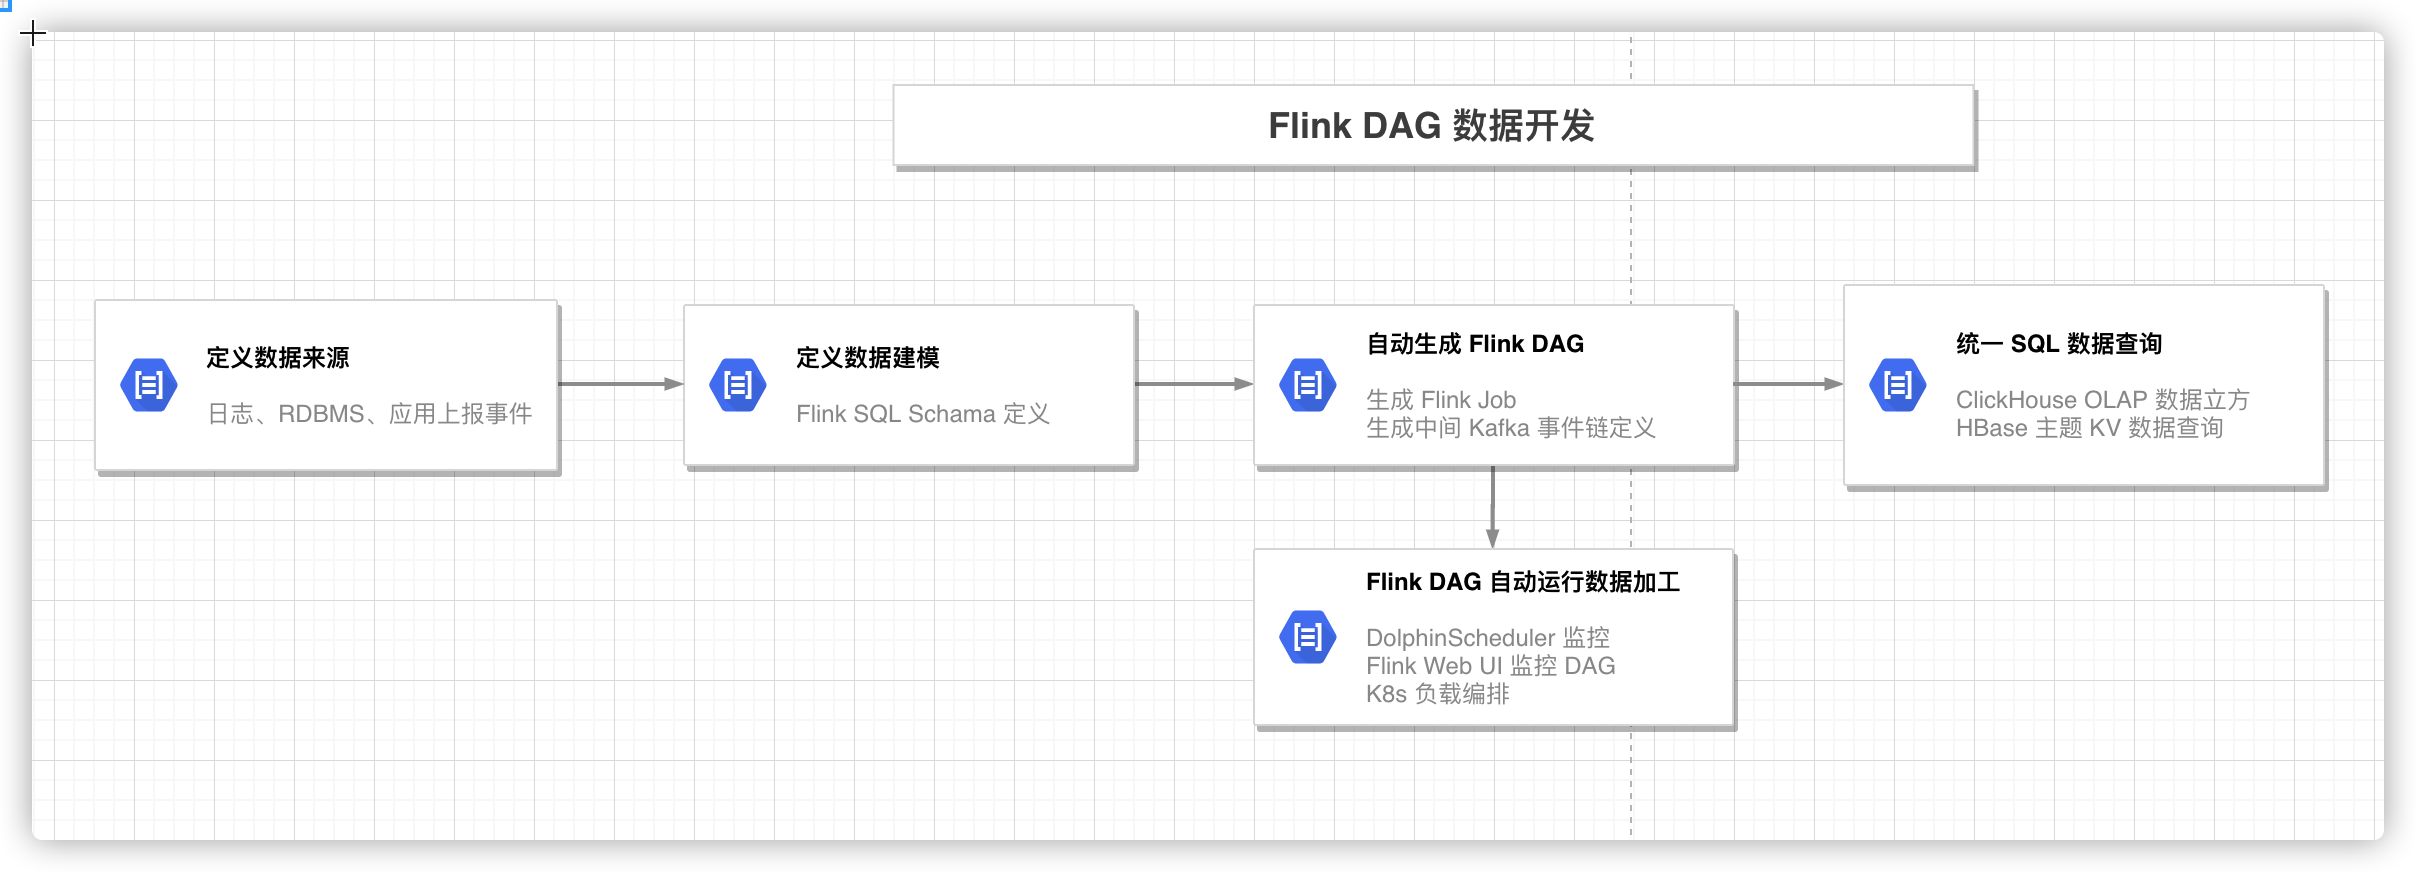 Flink DAG 数据开发
定义数据来源
日志、RDBMS、应用上报事件
定义数据建模
Flink SQL Schama 定义
自动生成 Flink DAG
生成 Flink Job
生成中间 Kafka 事件链定义
统一 SQL 数据查询
ClickHouse OLAP 数据立方
HBase 主题 KV 数据查询
Flink DAG 自动运行数据加工
DolphinScheduler 监控
Flink Web UI 监控 DAG
K8s 负载编排